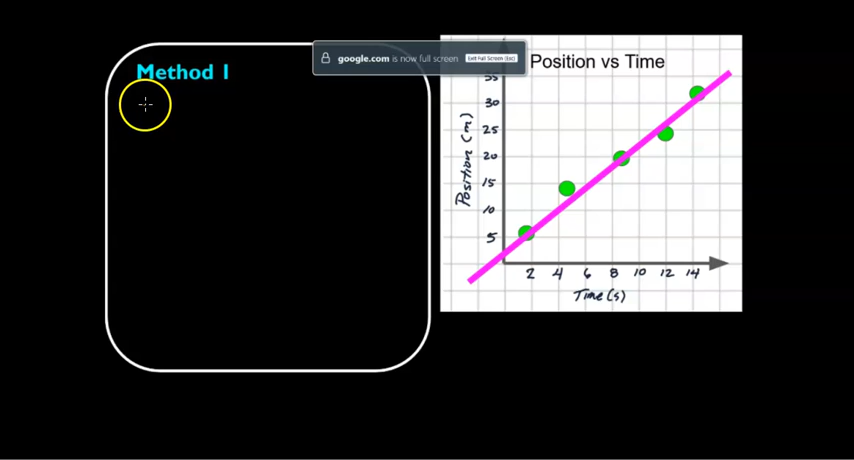 google.com is now full screen Exit Full Screen (Esc)
Method 1
Position vs Time
35
30
25
20
15
10
5
Position (m)
2 4 6 8 10 12 14
Time (s)